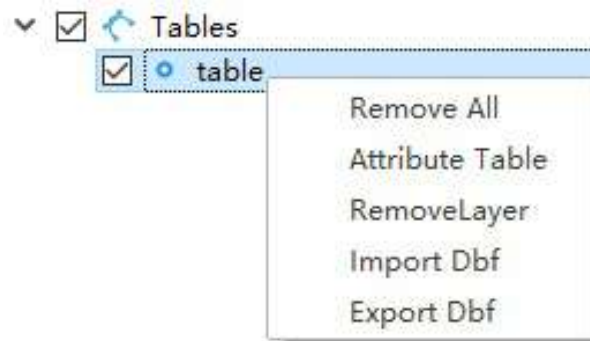 Tables
table
Remove All
Attribute Table
RemoveLayer
Import Dbf
Export Dbf